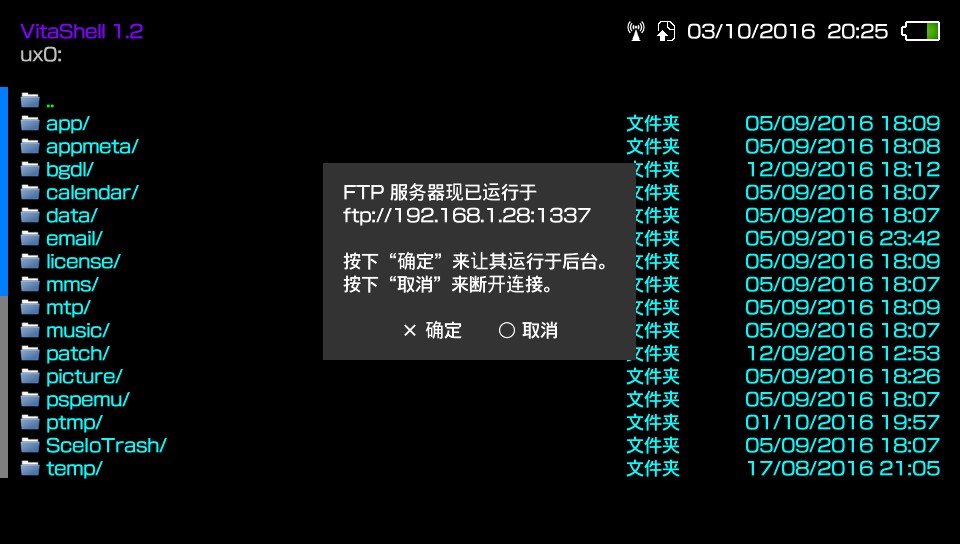 VitaShell 1.2 03/10/2016 20:25
ux0:
..
app/ 文件夹 05/09/2016 18:09
appmeta/ 文件夹 05/09/2016 18:08
bgdl/ 文件夹 12/09/2016 18:12
calendar/ 文件夹 05/09/2016 18:07
data/ 文件夹 05/09/2016 18:07
email/ 文件夹 05/09/2016 23:42
license/ 文件夹 05/09/2016 18:09
mms/ 文件夹 05/09/2016 18:07
mtp/ 文件夹 05/09/2016 18:09
music/ 文件夹 05/09/2016 18:07
patch/ 文件夹 12/09/2016 12:53
picture/ 文件夹 05/09/2016 18:26
pspemu/ 文件夹 05/09/2016 18:07
ptmp/ 文件夹 01/10/2016 19:57
SceIoTrash/ 文件夹 05/09/2016 18:07
temp/ 文件夹 17/08/2016 21:05
FTP 服务器现已运行于
ftp://192.168.1.28:1337
按下“确定”来让其运行于后台。
按下“取消”来断开连接。
× 确定 ○ 取消